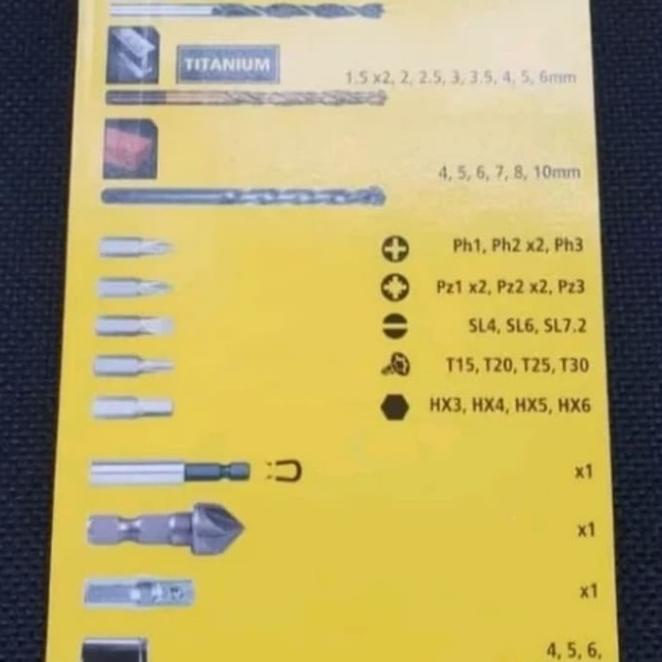 TITANIUM
1.5 x2, 2, 2.5, 3, 3.5, 4, 5, 6mm
4, 5, 6, 7, 8, 10mm
Ph1, Ph2 x2, Ph3
Pz1 x2, Pz2 x2, Pz3
SL4, SL6, SL7.2
T15, T20, T25, T30
HX3, HX4, HX5, HX6
x1
x1
x1
4, 5, 6,